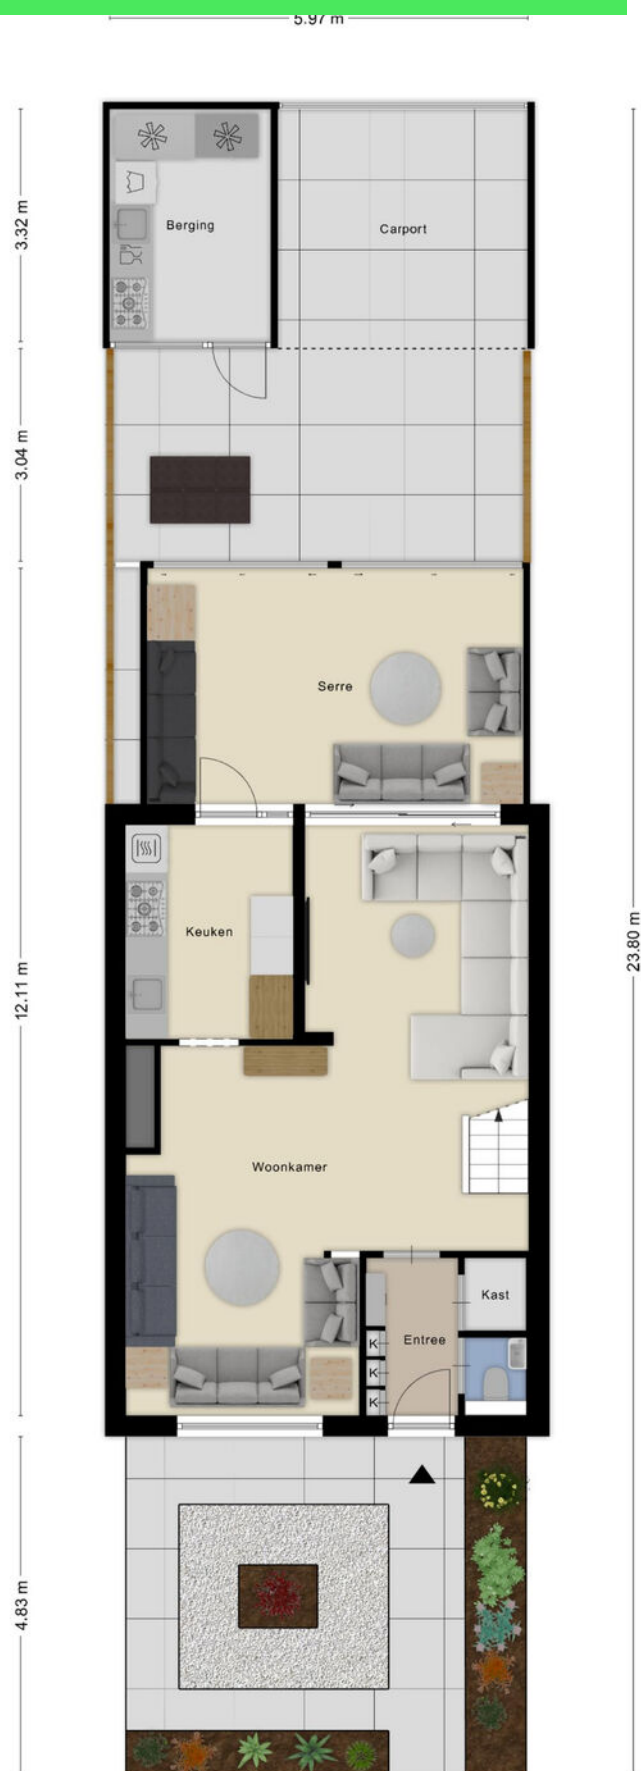 5.97 m
3.32 m
Berging
Carport
3.04 m
Serre
Keuken
23.80 m
12.11 m
Woonkamer
Kast
Entree
K
K
K
4.83 m